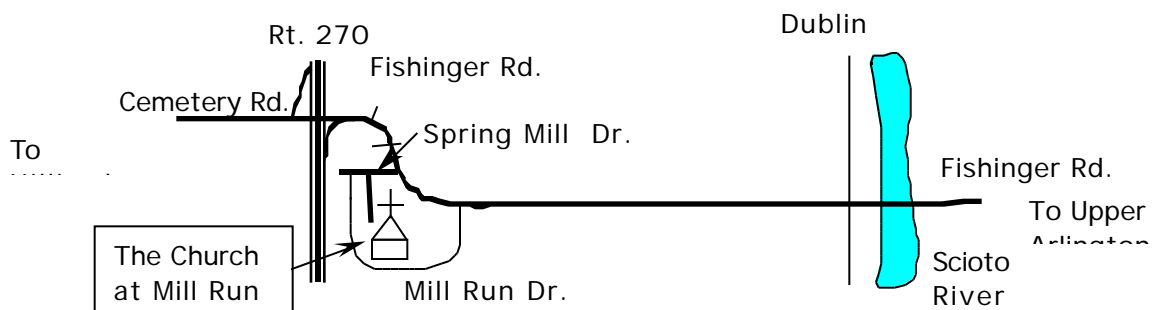 Dublin
Rt. 270
Fishinger Rd.
Cemetery Rd.
Spring Mill Dr.
To
Fishinger Rd.
To Upper
Arlington
The Church
at Mill Run
Mill Run Dr.
Scioto
River